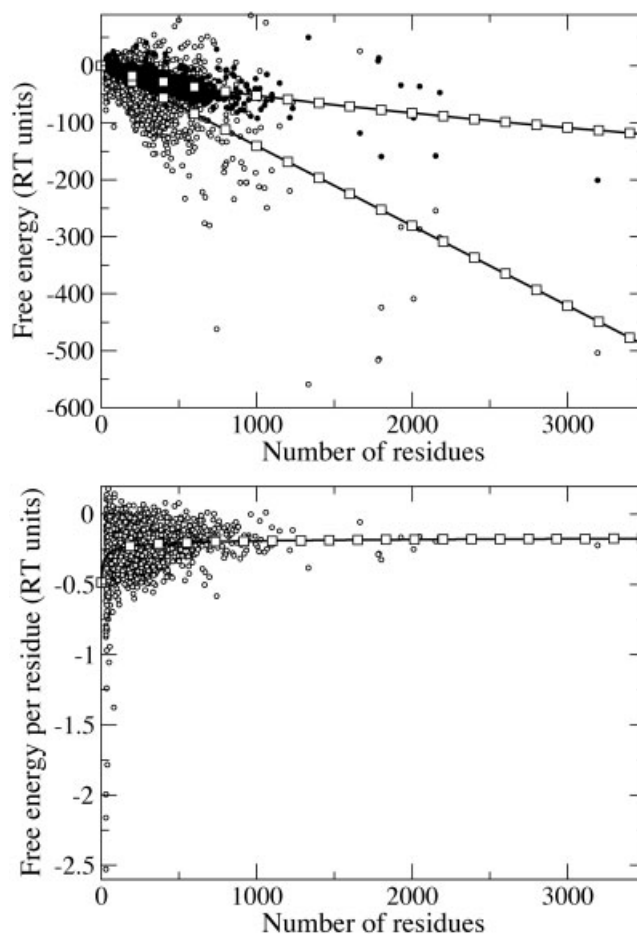 Free energy (RT units)
0
-100
-200
-300
-400
-500
-600
0 1000 2000 3000
Number of residues
Free energy per residue (RT units)
0
-0.5
-1
-1.5
-2
-2.5
0 1000 2000 3000
Number of residues